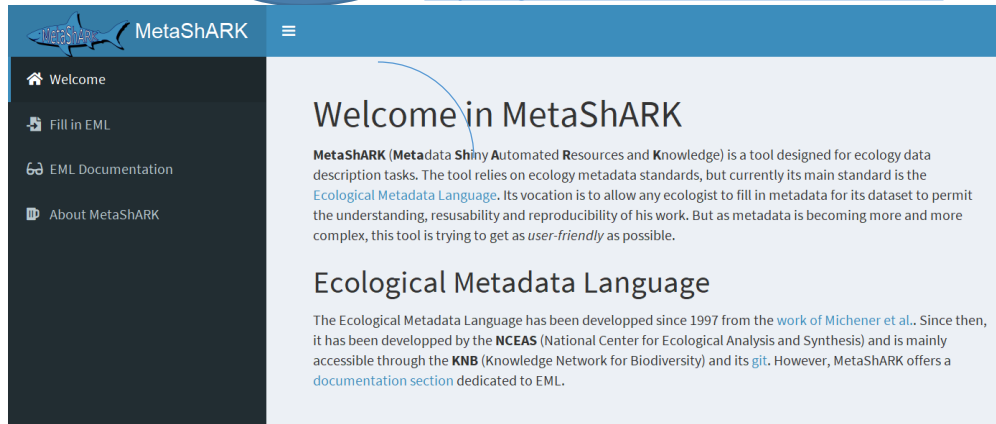 MetaShARK MetaShARK
Welcome
Fill in EML
EML Documentation
About MetaShARK
Welcome in MetaShARK
MetaShARK (Metadata Shiny Automated Resources and Knowledge) is a tool designed for ecology data
description tasks. The tool relies on ecology metadata standards, but currently its main standard is the
Ecological Metadata Language. Its vocation is to allow any ecologist to fill in metadata for its dataset to permit
the understanding, resusability and reproducibility of his work. But as metadata is becoming more and more
complex, this tool is trying to get as user-friendly as possible.
Ecological Metadata Language
The Ecological Metadata Language has been developped since 1997 from the work of Michener et al.. Since then,
it has been developped by the NCEAS (National Center for Ecological Analysis and Synthesis) and is mainly
accessible through the KNB (Knowledge Network for Biodiversity) and its git. However, MetaShARK offers a
documentation section dedicated to EML.